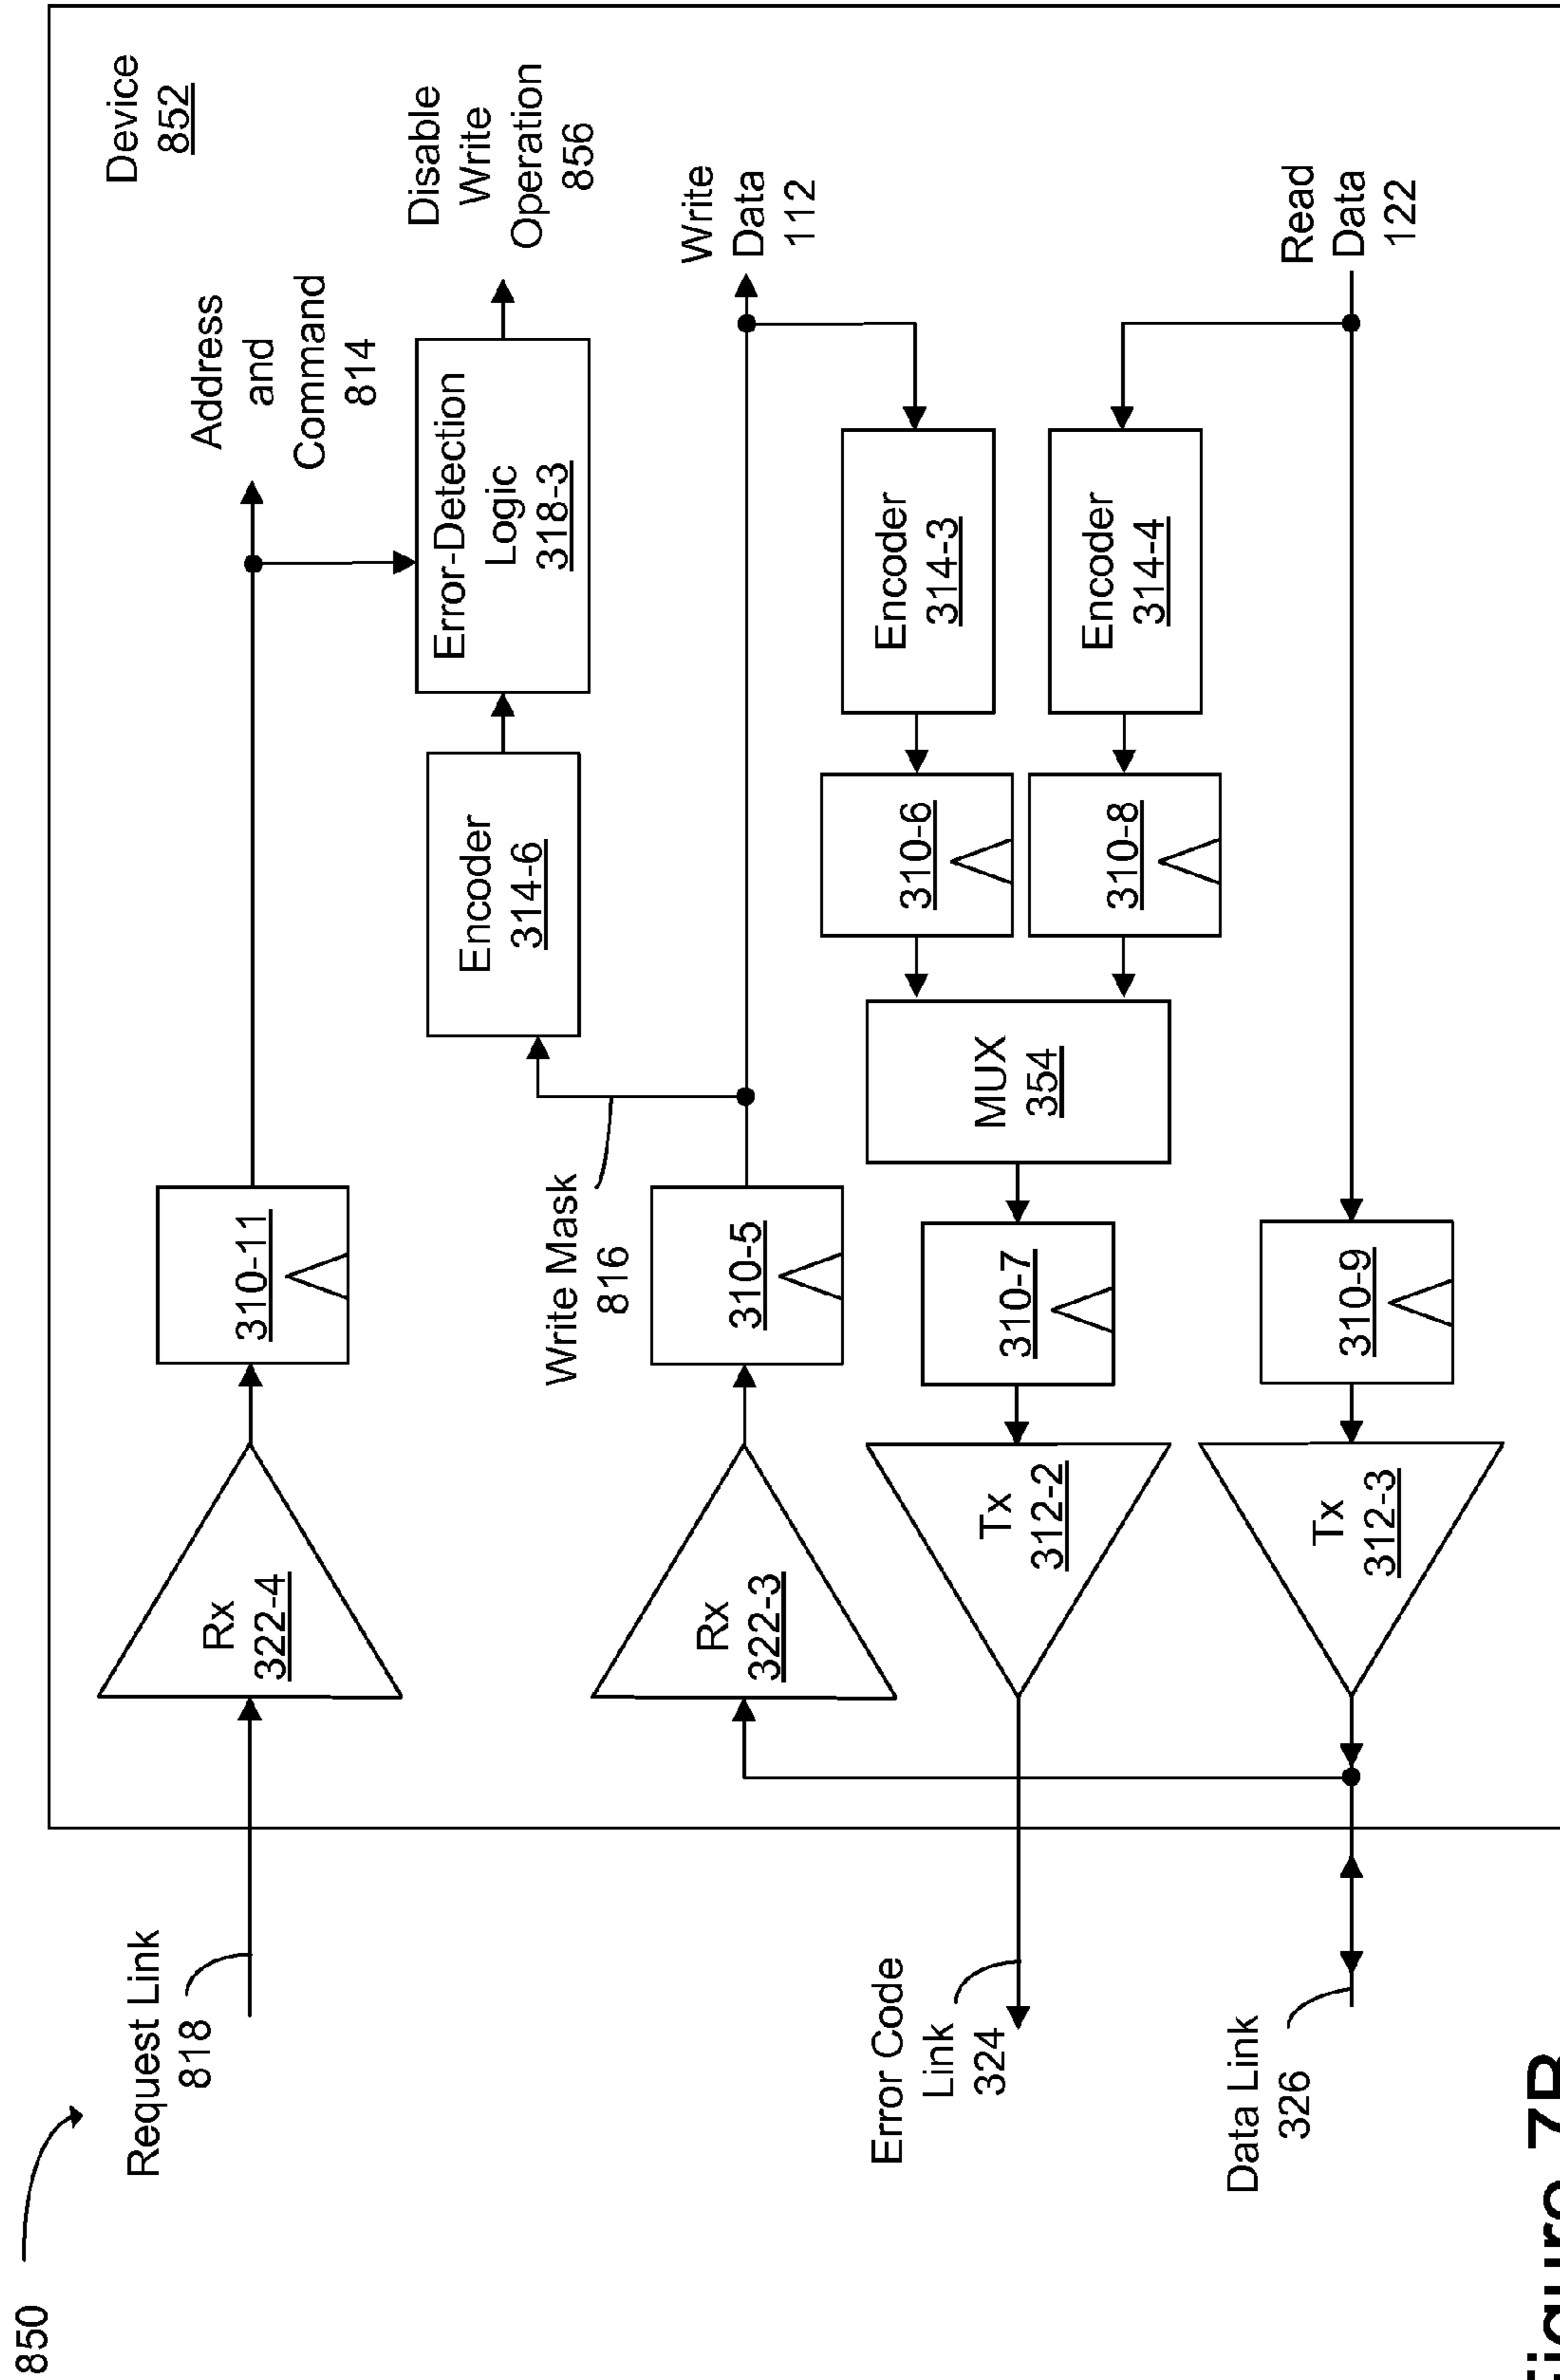 850
Device
852
Request Link
818
Rx
322-4
310-11
Address
and
Command
814
Write Mask
816
Encoder
314-6
Error-Detection
Logic
318-3
Disable
Write
Operation
856
Rx
322-3
310-5
Write
Data
112
Error Code
Link
324
Tx
312-2
310-7
MUX
354
310-6
Encoder
314-3
310-8
Encoder
314-4
Data Link
326
Tx
312-3
310-9
Read
Data
122
Figure 7B